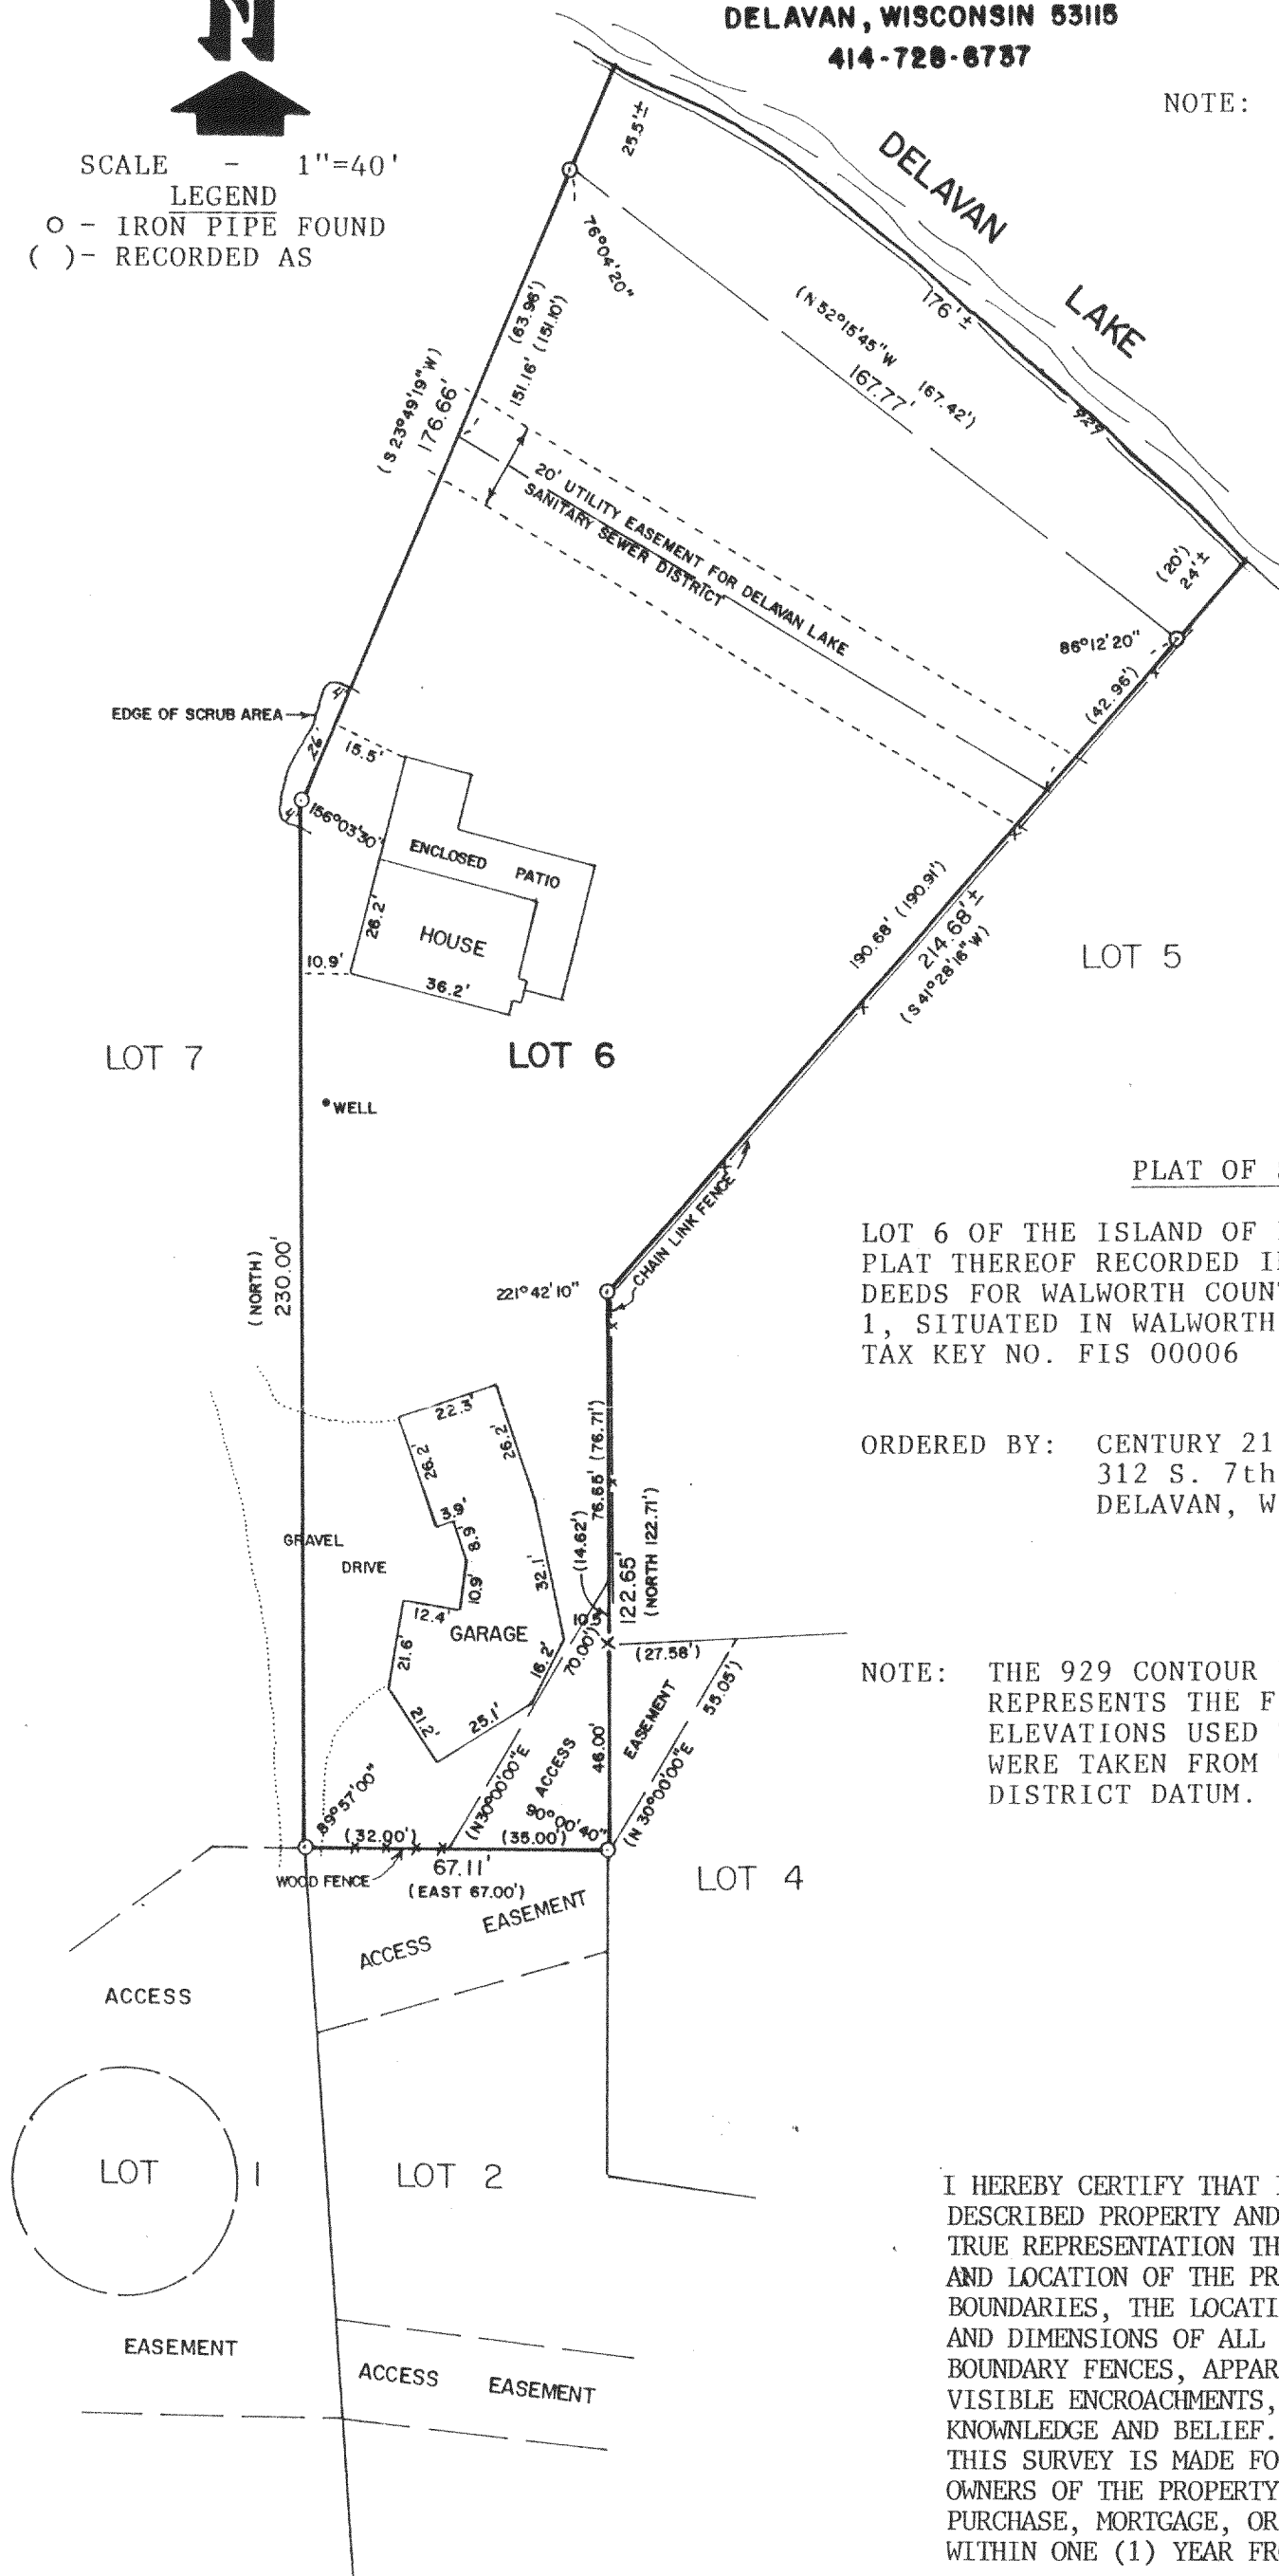 N
DELAVAN, WISCONSIN 53115
414-728-6737
NOTE:
SCALE - 1"=40'
LEGEND
O - IRON PIPE FOUND
( )- RECORDED AS
25.5'±
76°04'20"
DELAVAN
LAKE
176'±
929
(N 52°15'45" W 167.42')
167.77'
(63.96')
151.16' (151.10')
(S 23°49'19" W)
176.66'
20' UTILITY EASEMENT FOR DELAVAN LAKE
SANITARY SEWER DISTRICT
(20')
24'±
86°12'20"
(42.96')
EDGE OF SCRUB AREA
4'
26'
4'
15.5'
156°03'30"
ENCLOSED PATIO
26.2'
HOUSE
10.9'
36.2'
190.68' (190.91')
214.68'±
(S 41°28'16" W)
LOT 5
LOT 7
LOT 6
WELL
PLAT OF
CHAIN LINK FENCE
LOT 6 OF THE ISLAND OF
PLAT THEREOF RECORDED
DEEDS FOR WALWORTH
1, SITUATED IN WALWORTH
TAX KEY NO. FIS 00006
(NORTH)
230.00'
221°42'10"
22.3'
26.2'
26.2'
3.9'
8.9'
10.9'
32.1'
12.4'
GARAGE
21.6'
16.2'
21.2'
25.1'
GRAVEL
DRIVE
76.65' (76.71')
(14.62')
122.65'
(NORTH 122.71')
70.00')
(27.58')
ORDERED BY: CENTURY 21
312 S. 7th
DELAVAN,
46.00'
ACCESS
EASEMENT
55.05')
(N 30°00'00" E
(N30°00'00"E
NOTE: THE 929 CONTOUR
REPRESENTS THE
ELEVATIONS USED
WERE TAKEN FROM
DISTRICT DATUM.
89°57'00"
90°00'40"
(32.00')
(35.00')
67.11'
(EAST 67.00')
WOOD FENCE
LOT 4
ACCESS EASEMENT
ACCESS
LOT 1
LOT 2
EASEMENT
ACCESS EASEMENT
I HEREBY CERTIFY THAT
DESCRIBED PROPERTY AND
TRUE REPRESENTATION
AND LOCATION OF THE
BOUNDARIES, THE
AND DIMENSIONS OF ALL
BOUNDARY FENCES,
VISIBLE ENCROACHMENTS,
KNOWNLEDGE AND BELIEF.
THIS SURVEY IS MADE
OWNERS OF THE PROPERTY
PURCHASE, MORTGAGE, OR
WITHIN ONE (1) YEAR